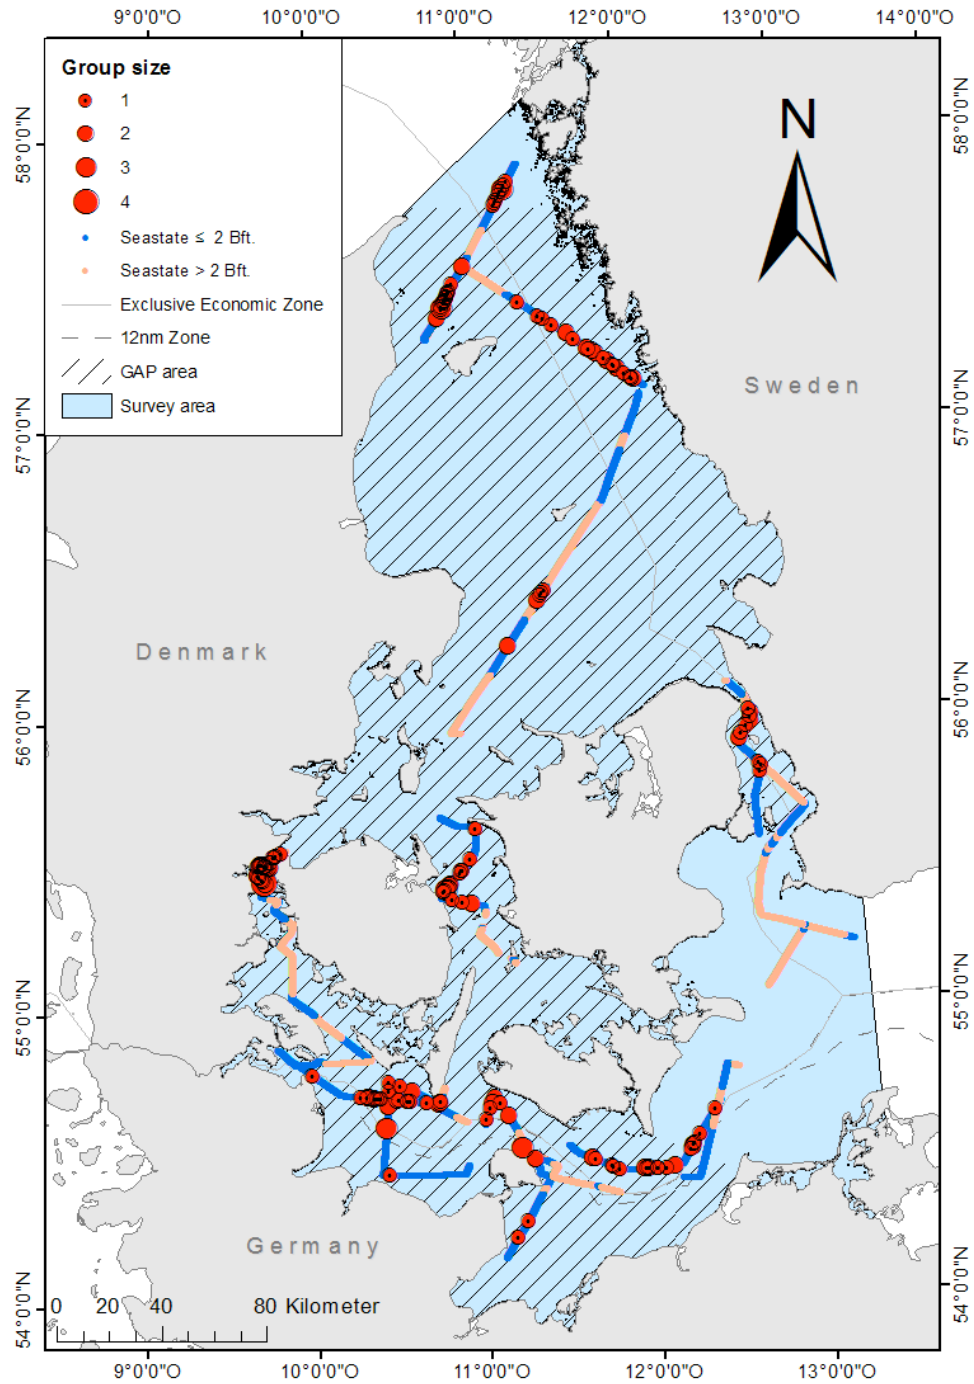 9°0'0"O 10°0'0"O 11°0'0"O 12°0'0"O 13°0'0"O 14°0'0"O
Group size
1
2
3
4
Seastate ≤ 2 Bft.
Seastate > 2 Bft.
Exclusive Economic Zone
12nm Zone
GAP area
Survey area
N
58°0'0"N
58°0'0"N
Sweden
57°0'0"N
57°0'0"N
Denmark
56°0'0"N
56°0'0"N
55°0'0"N
55°0'0"N
Germany
54°0'0"N
54°0'0"N
0 20 40 80 Kilometer
9°0'0"O 10°0'0"O 11°0'0"O 12°0'0"O 13°0'0"O